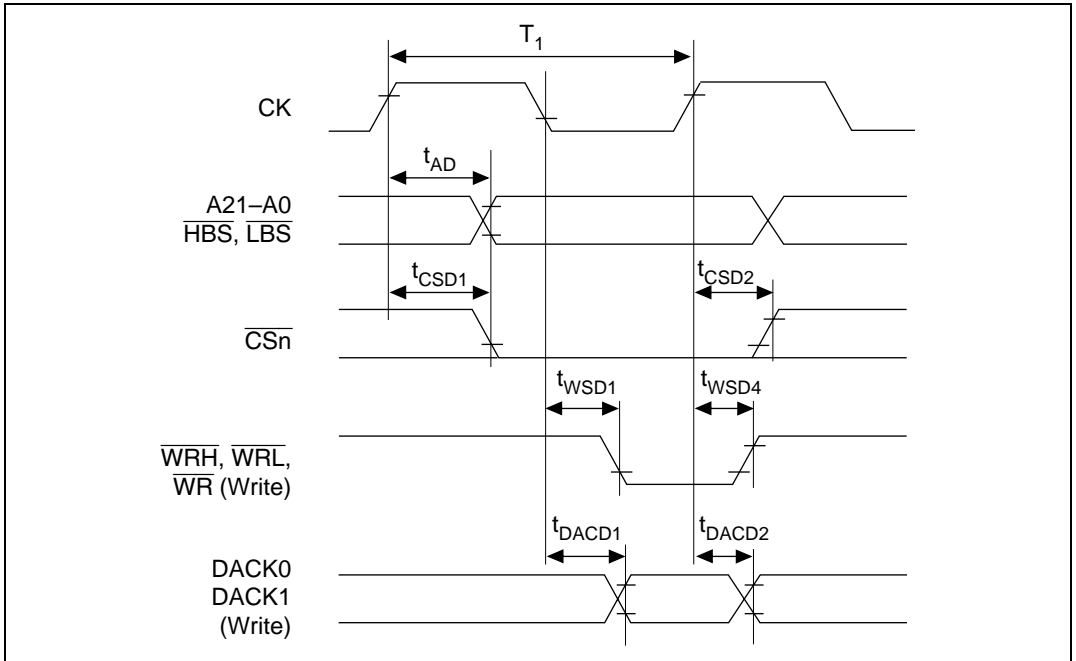 T1
CK
tAD
A21–A0
HBS, LBS
tCSD1
tCSD2
CSn
tWSD1
tWSD4
WRH, WRL,
WR (Write)
tDACD1
tDACD2
DACK0
DACK1
(Write)